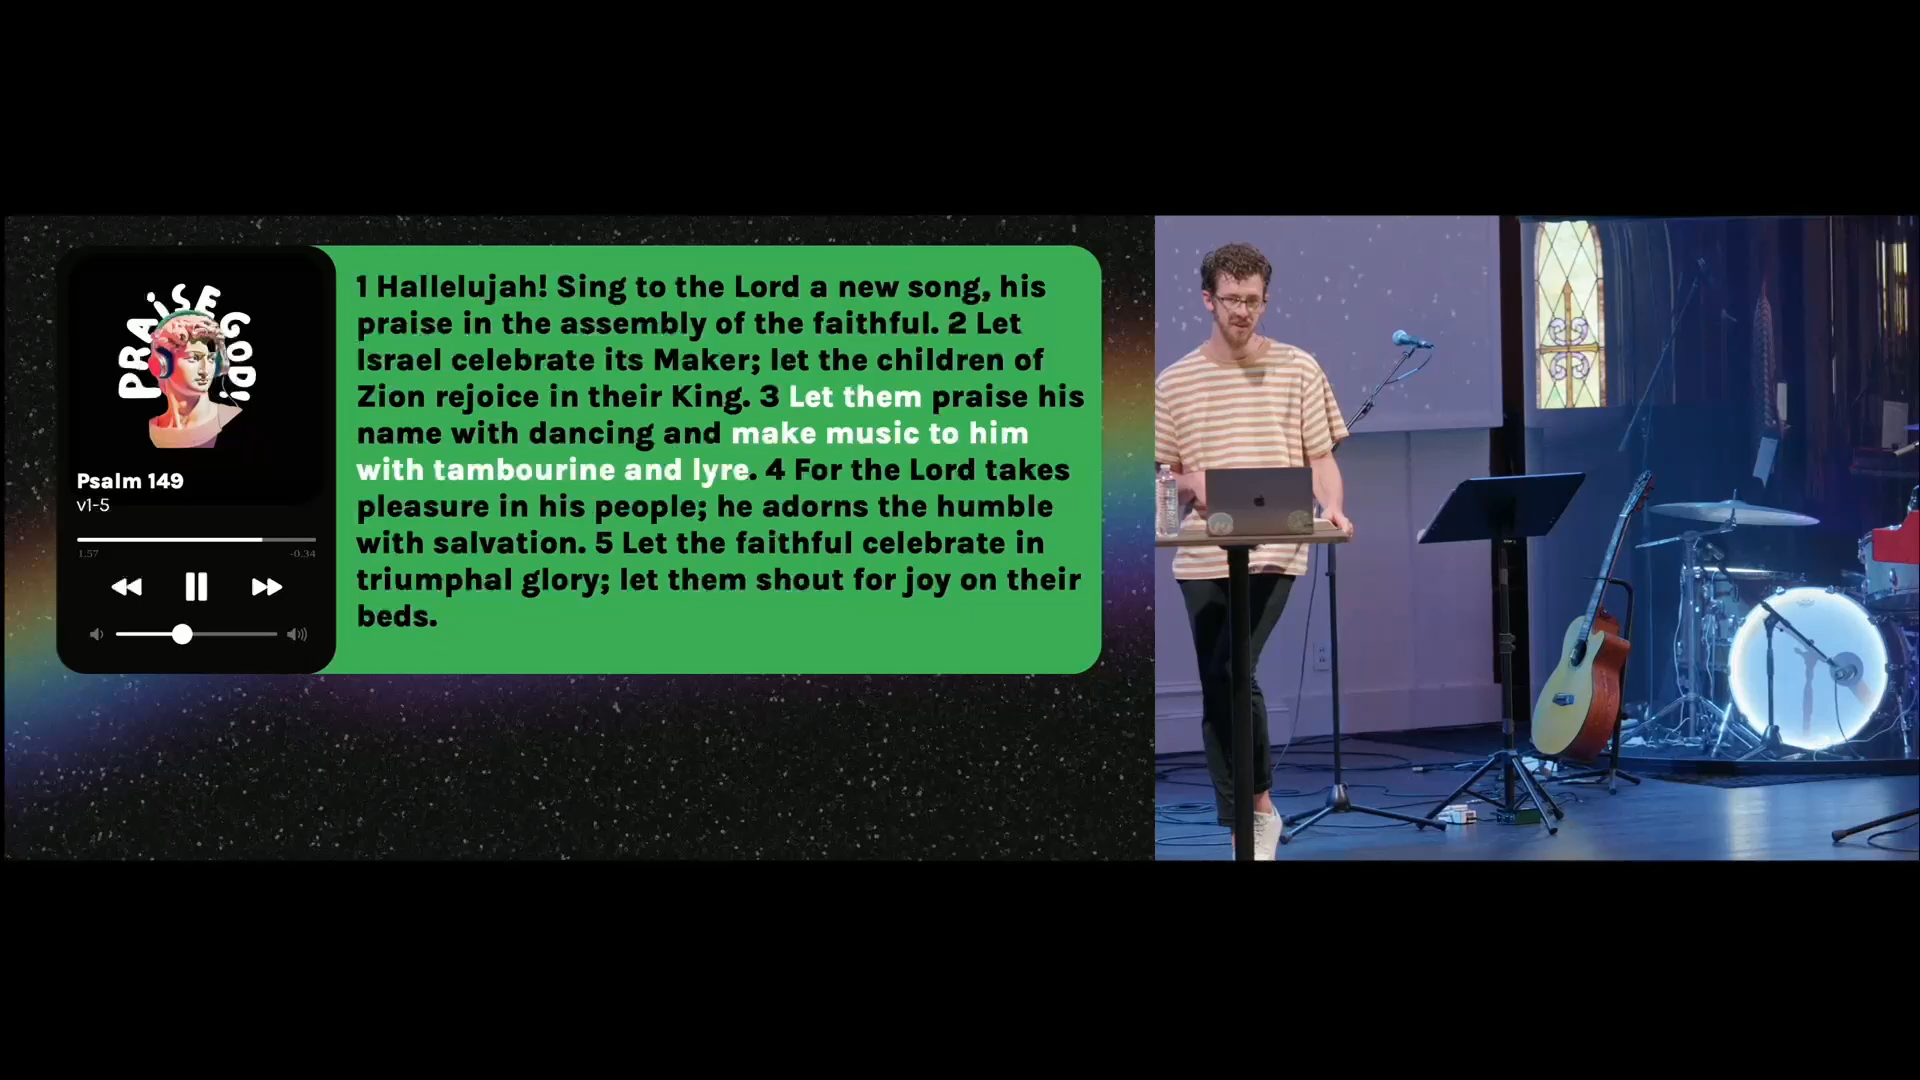 PRAiSE GOD!
Psalm 149
v1-5
1:57
-0.34
1 Hallelujah! Sing to the Lord a new song, his
praise in the assembly of the faithful. 2 Let
Israel celebrate its Maker; let the children of
Zion rejoice in their King. 3 Let them praise his
name with dancing and make music to him
with tambourine and lyre. 4 For the Lord takes
pleasure in his people; he adorns the humble
with salvation. 5 Let the faithful celebrate in
triumphal glory; let them shout for joy on their
beds.